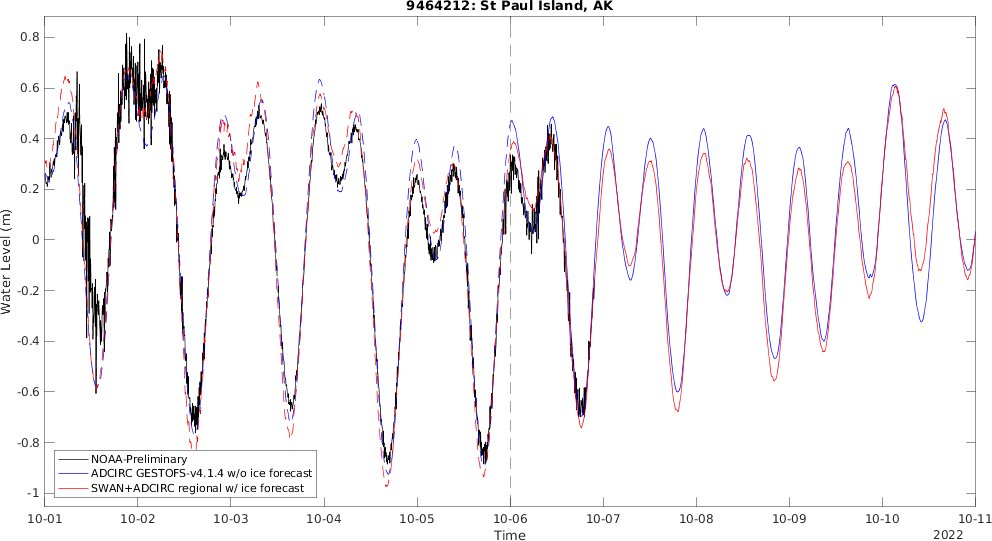 9464212: St Paul Island, AK
0.8
0.6
0.4
0.2
0
-0.2
-0.4
-0.6
-0.8
-1
Water Level (m)
NOAA-Preliminary
ADCIRC GESTOFS-v4.1.4 w/o ice forecast
SWAN+ADCIRC regional w/ ice forecast
10-01 10-02 10-03 10-04 10-05 10-06 10-07 10-08 10-09 10-10 10-11
Time
2022